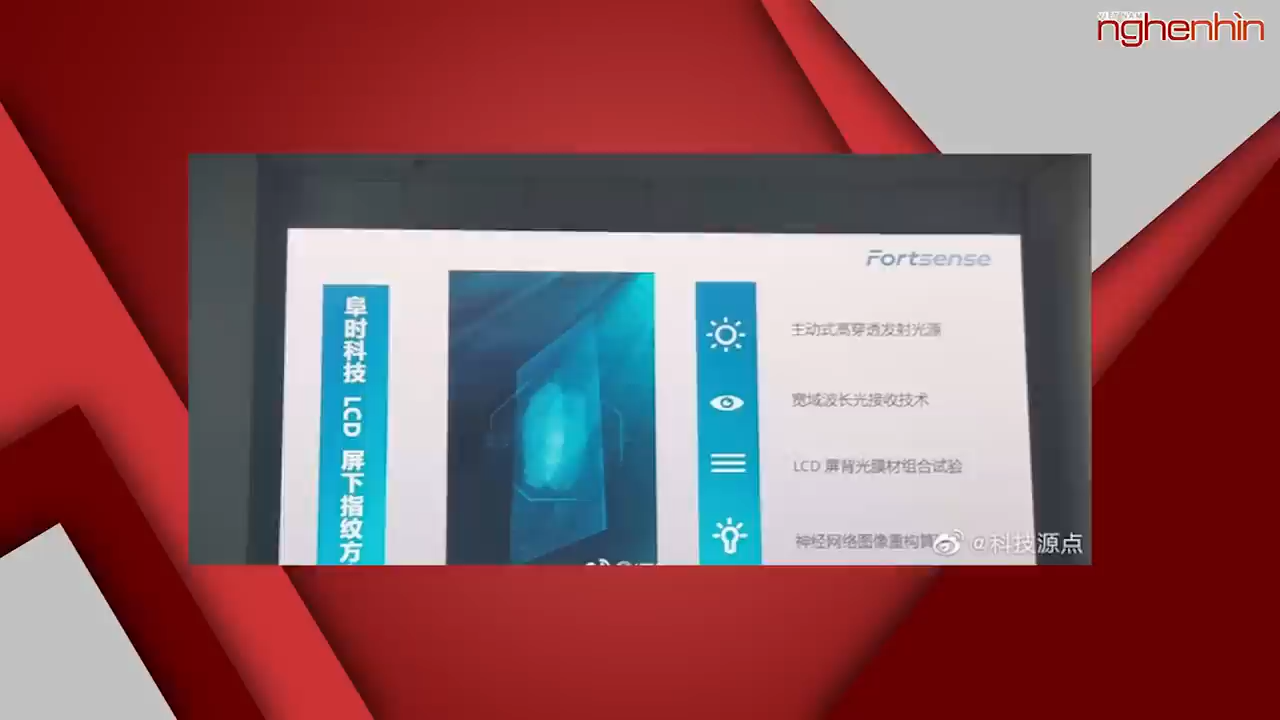 VIETNAM
nghenhìn
Fortsense
阜时科技 LCD 屏下指纹方
主动式高穿透发射光源
宽域波长光接收技术
LCD 屏背光膜材组合试验
神经网络图像重构算
@科技源点